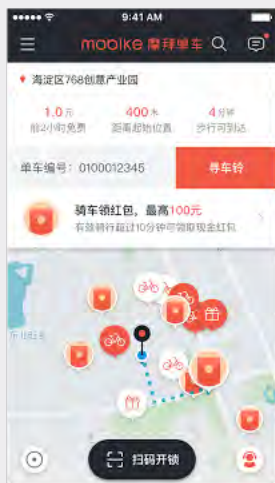 9:41 AM
mobike 摩拜单车
海淀区768创意产业园
1.0元
400米
4分钟
前2小时免费
距离起始位置
步行可到达
单车编号：0100012345
寻车铃
骑车领红包，最高100元
有效骑行超过10分钟可领取现金红包
扫码开锁